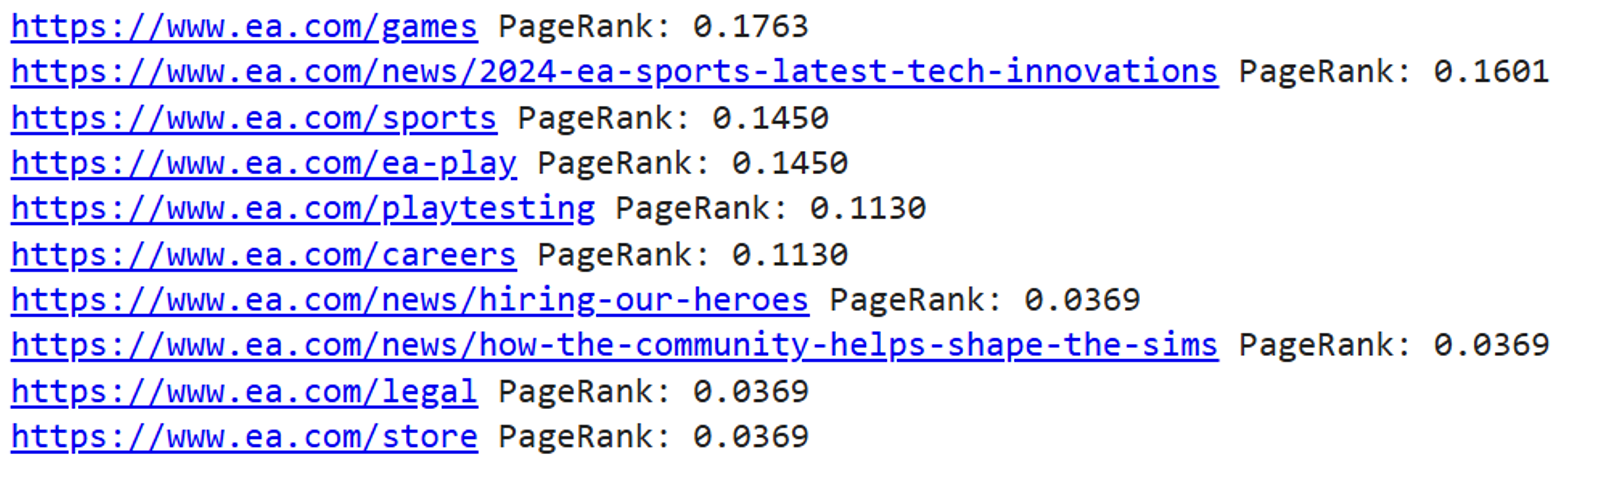 https://www.ea.com/games PageRank: 0.1763
https://www.ea.com/news/2024-ea-sports-latest-tech-innovations PageRank: 0.1601
https://www.ea.com/sports PageRank: 0.1450
https://www.ea.com/ea-play PageRank: 0.1450
https://www.ea.com/playtesting PageRank: 0.1130
https://www.ea.com/careers PageRank: 0.1130
https://www.ea.com/news/hiring-our-heroes PageRank: 0.0369
https://www.ea.com/news/how-the-community-helps-shape-the-sims PageRank: 0.0369
https://www.ea.com/legal PageRank: 0.0369
https://www.ea.com/store PageRank: 0.0369